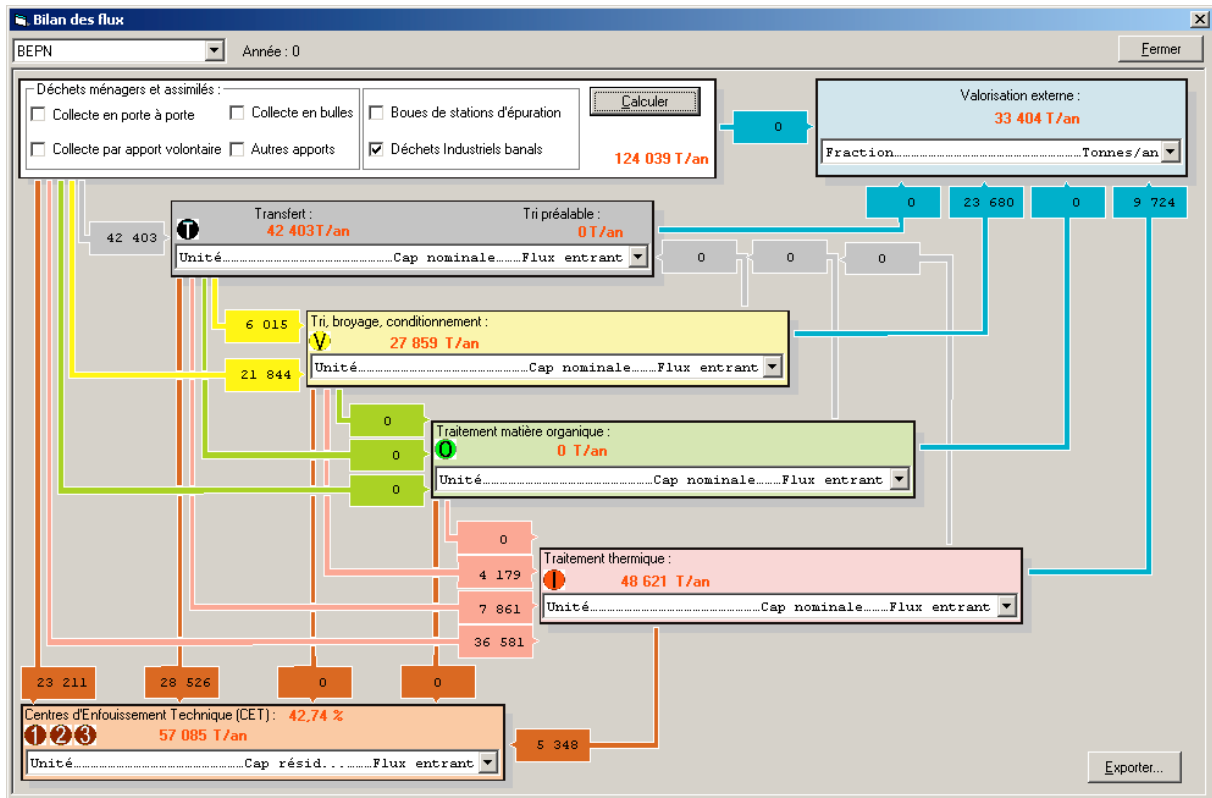 Bilan des flux
BEPN
Année : 0
Fermer
Déchets ménagers et assimilés :
Collecte en porte à porte
Collecte en bulles
Boues de stations d'épuration
Calculer
Collecte par apport volontaire
Autres apports
Déchets Industriels banals
124 039 T/an
0
Valorisation externe :
33 404 T/an
Fraction........................Tonnes/an
0
23 680
0
9 724
42 403
T
Transfert :
Tri préalable :
42 403T/an
0T/an
Unité........................Cap nominale........Flux entrant
0
0
0
6 015
21 844
Tri, broyage, conditionnement :
V
27 859 T/an
Unité........................Cap nominale........Flux entrant
0
0
0
Traitement matière organique :
O
0 T/an
Unité........................Cap nominale........Flux entrant
0
4 179
7 861
36 581
Traitement thermique :
I
48 621 T/an
Unité........................Cap nominale........Flux entrant
23 211
28 526
0
0
Centres d'Enfouissement Technique (CET) : 42,74 %
1 2 3
57 085 T/an
Unité........................Cap résid........Flux entrant
5 348
Exporter...